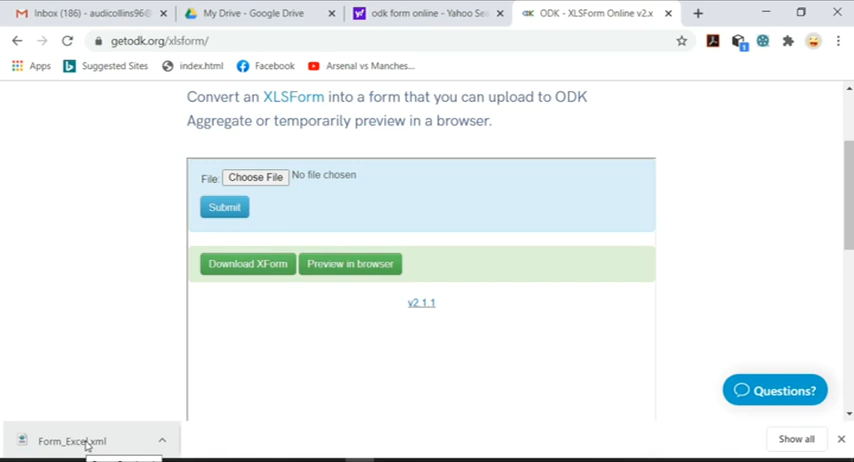 Inbox (186) - audicollins96@
My Drive - Google Drive
odk form online - Yahoo Se
ODK - XLSForm Online v2.x
getodk.org/xlsform/
Apps
Suggested Sites
index.html
Facebook
Arsenal vs Manches...
Convert an XLSForm into a form that you can upload to ODK
Aggregate or temporarily preview in a browser.
File: Choose File No file chosen
Submit
Download XForm
Preview in browser
v2.1.1
Questions?
Form_Excel.xml
Show all